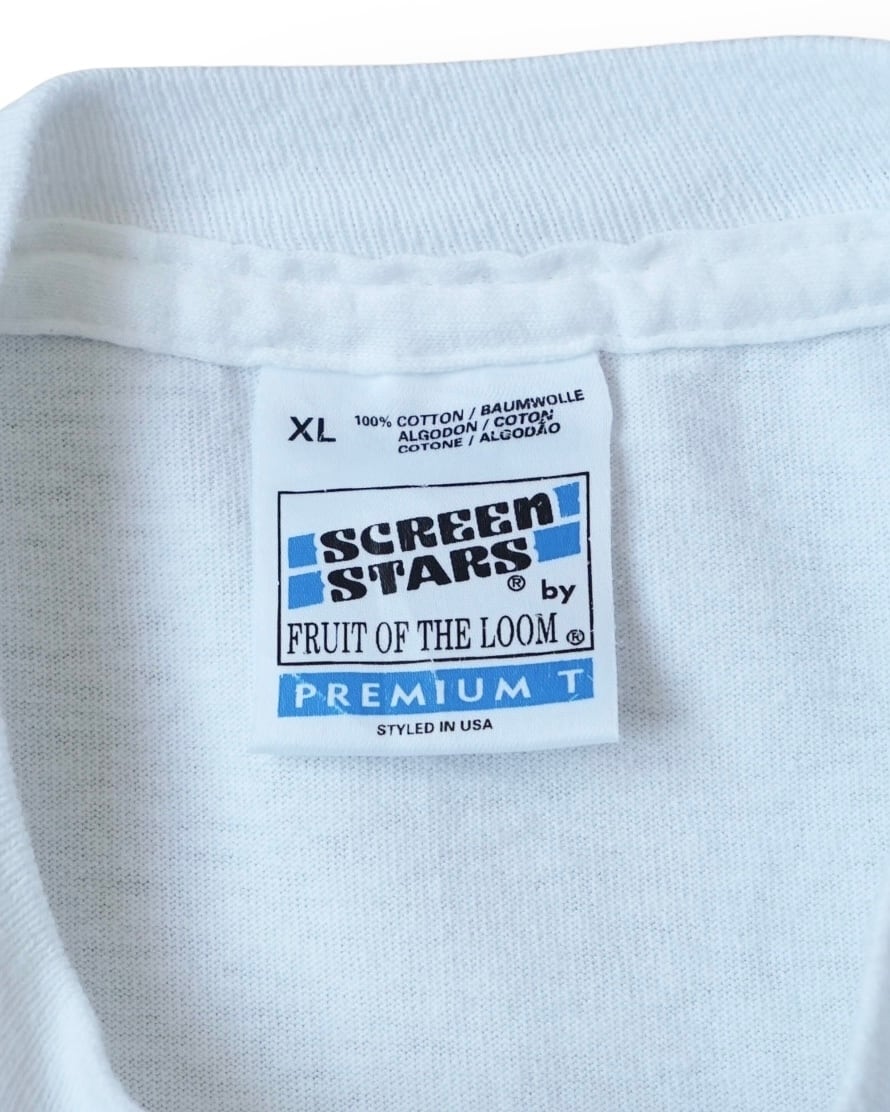 XL
100% COTTON / BAUMWOLLE
ALGODON / COTON
COTONE / ALGODÃO
SCREEN
STARS® by
FRUIT OF THE LOOM®
PREMIUM T
STYLED IN USA